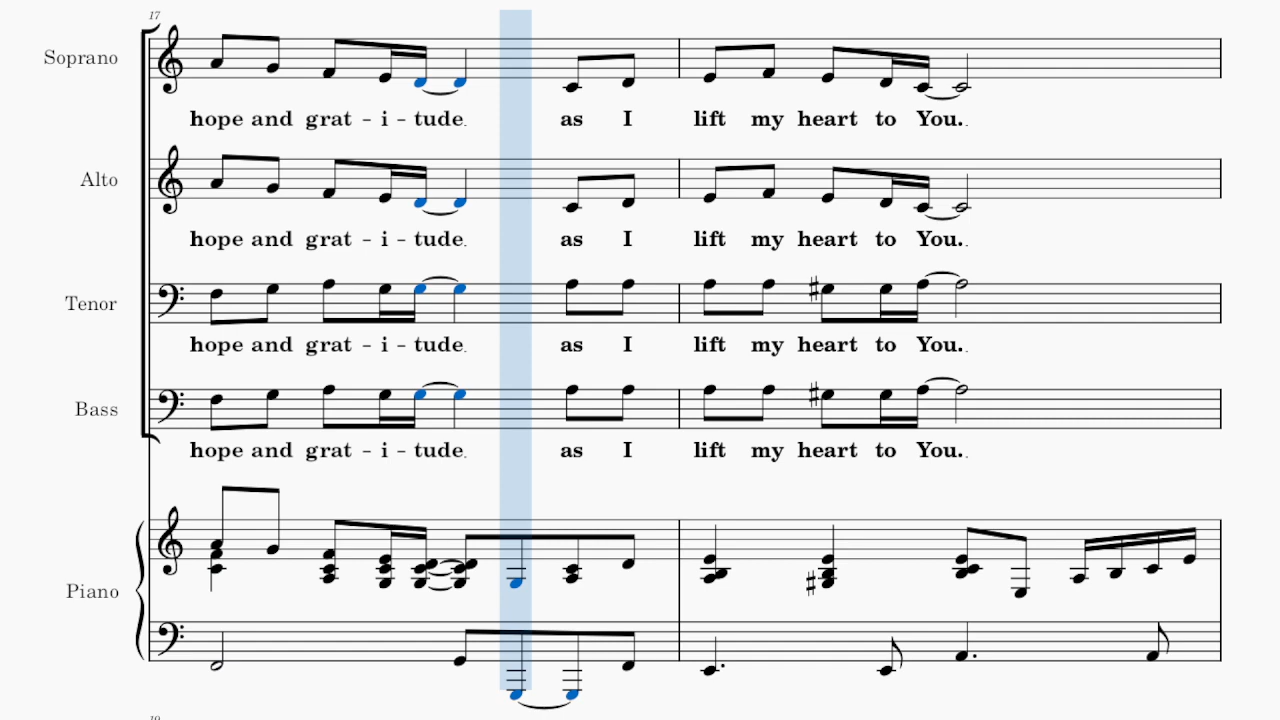 17
Soprano
hope and grat - i - tude. as I lift my heart to You..
Alto
hope and grat - i - tude. as I lift my heart to You..
Tenor
hope and grat - i - tude. as I lift my heart to You..
Bass
hope and grat - i - tude. as I lift my heart to You..
Piano